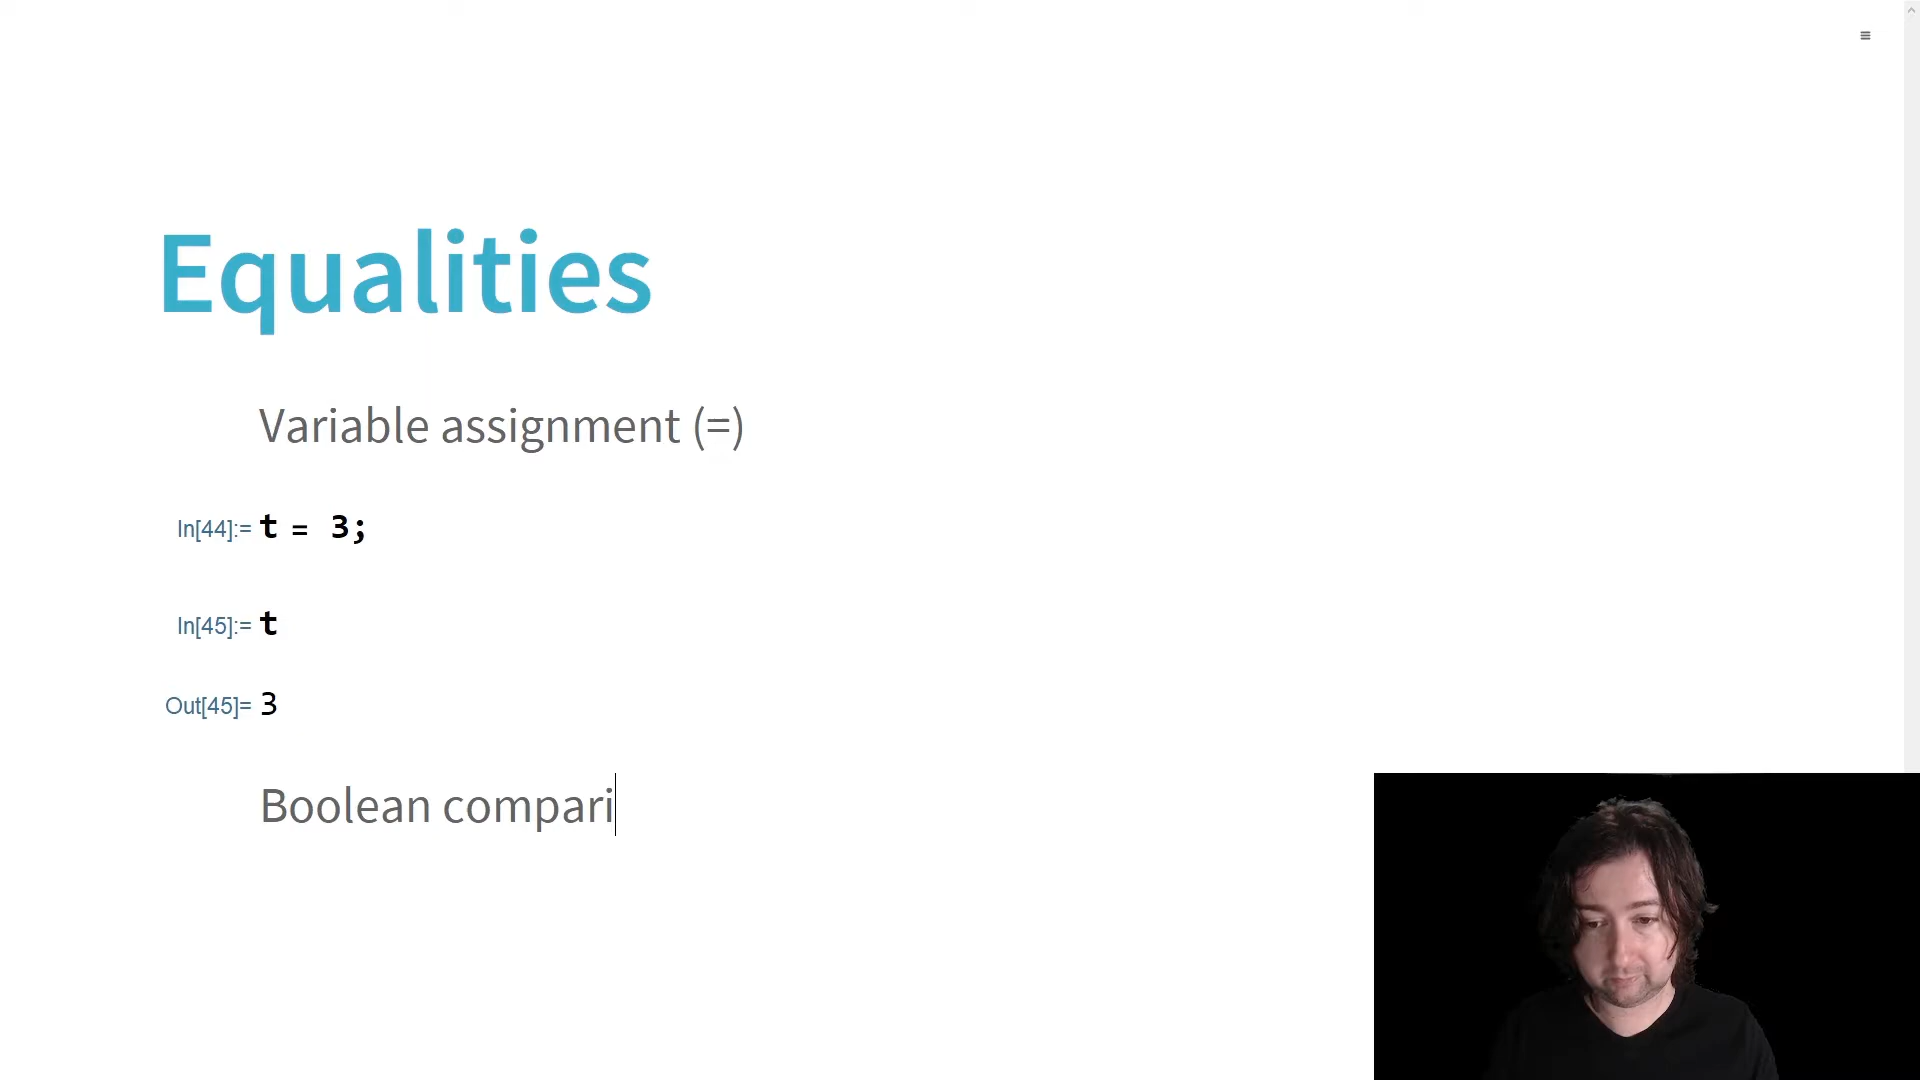 Equalities
Variable assignment (=)
In[44]:= t = 3;
In[45]:= t
Out[45]= 3
Boolean compari